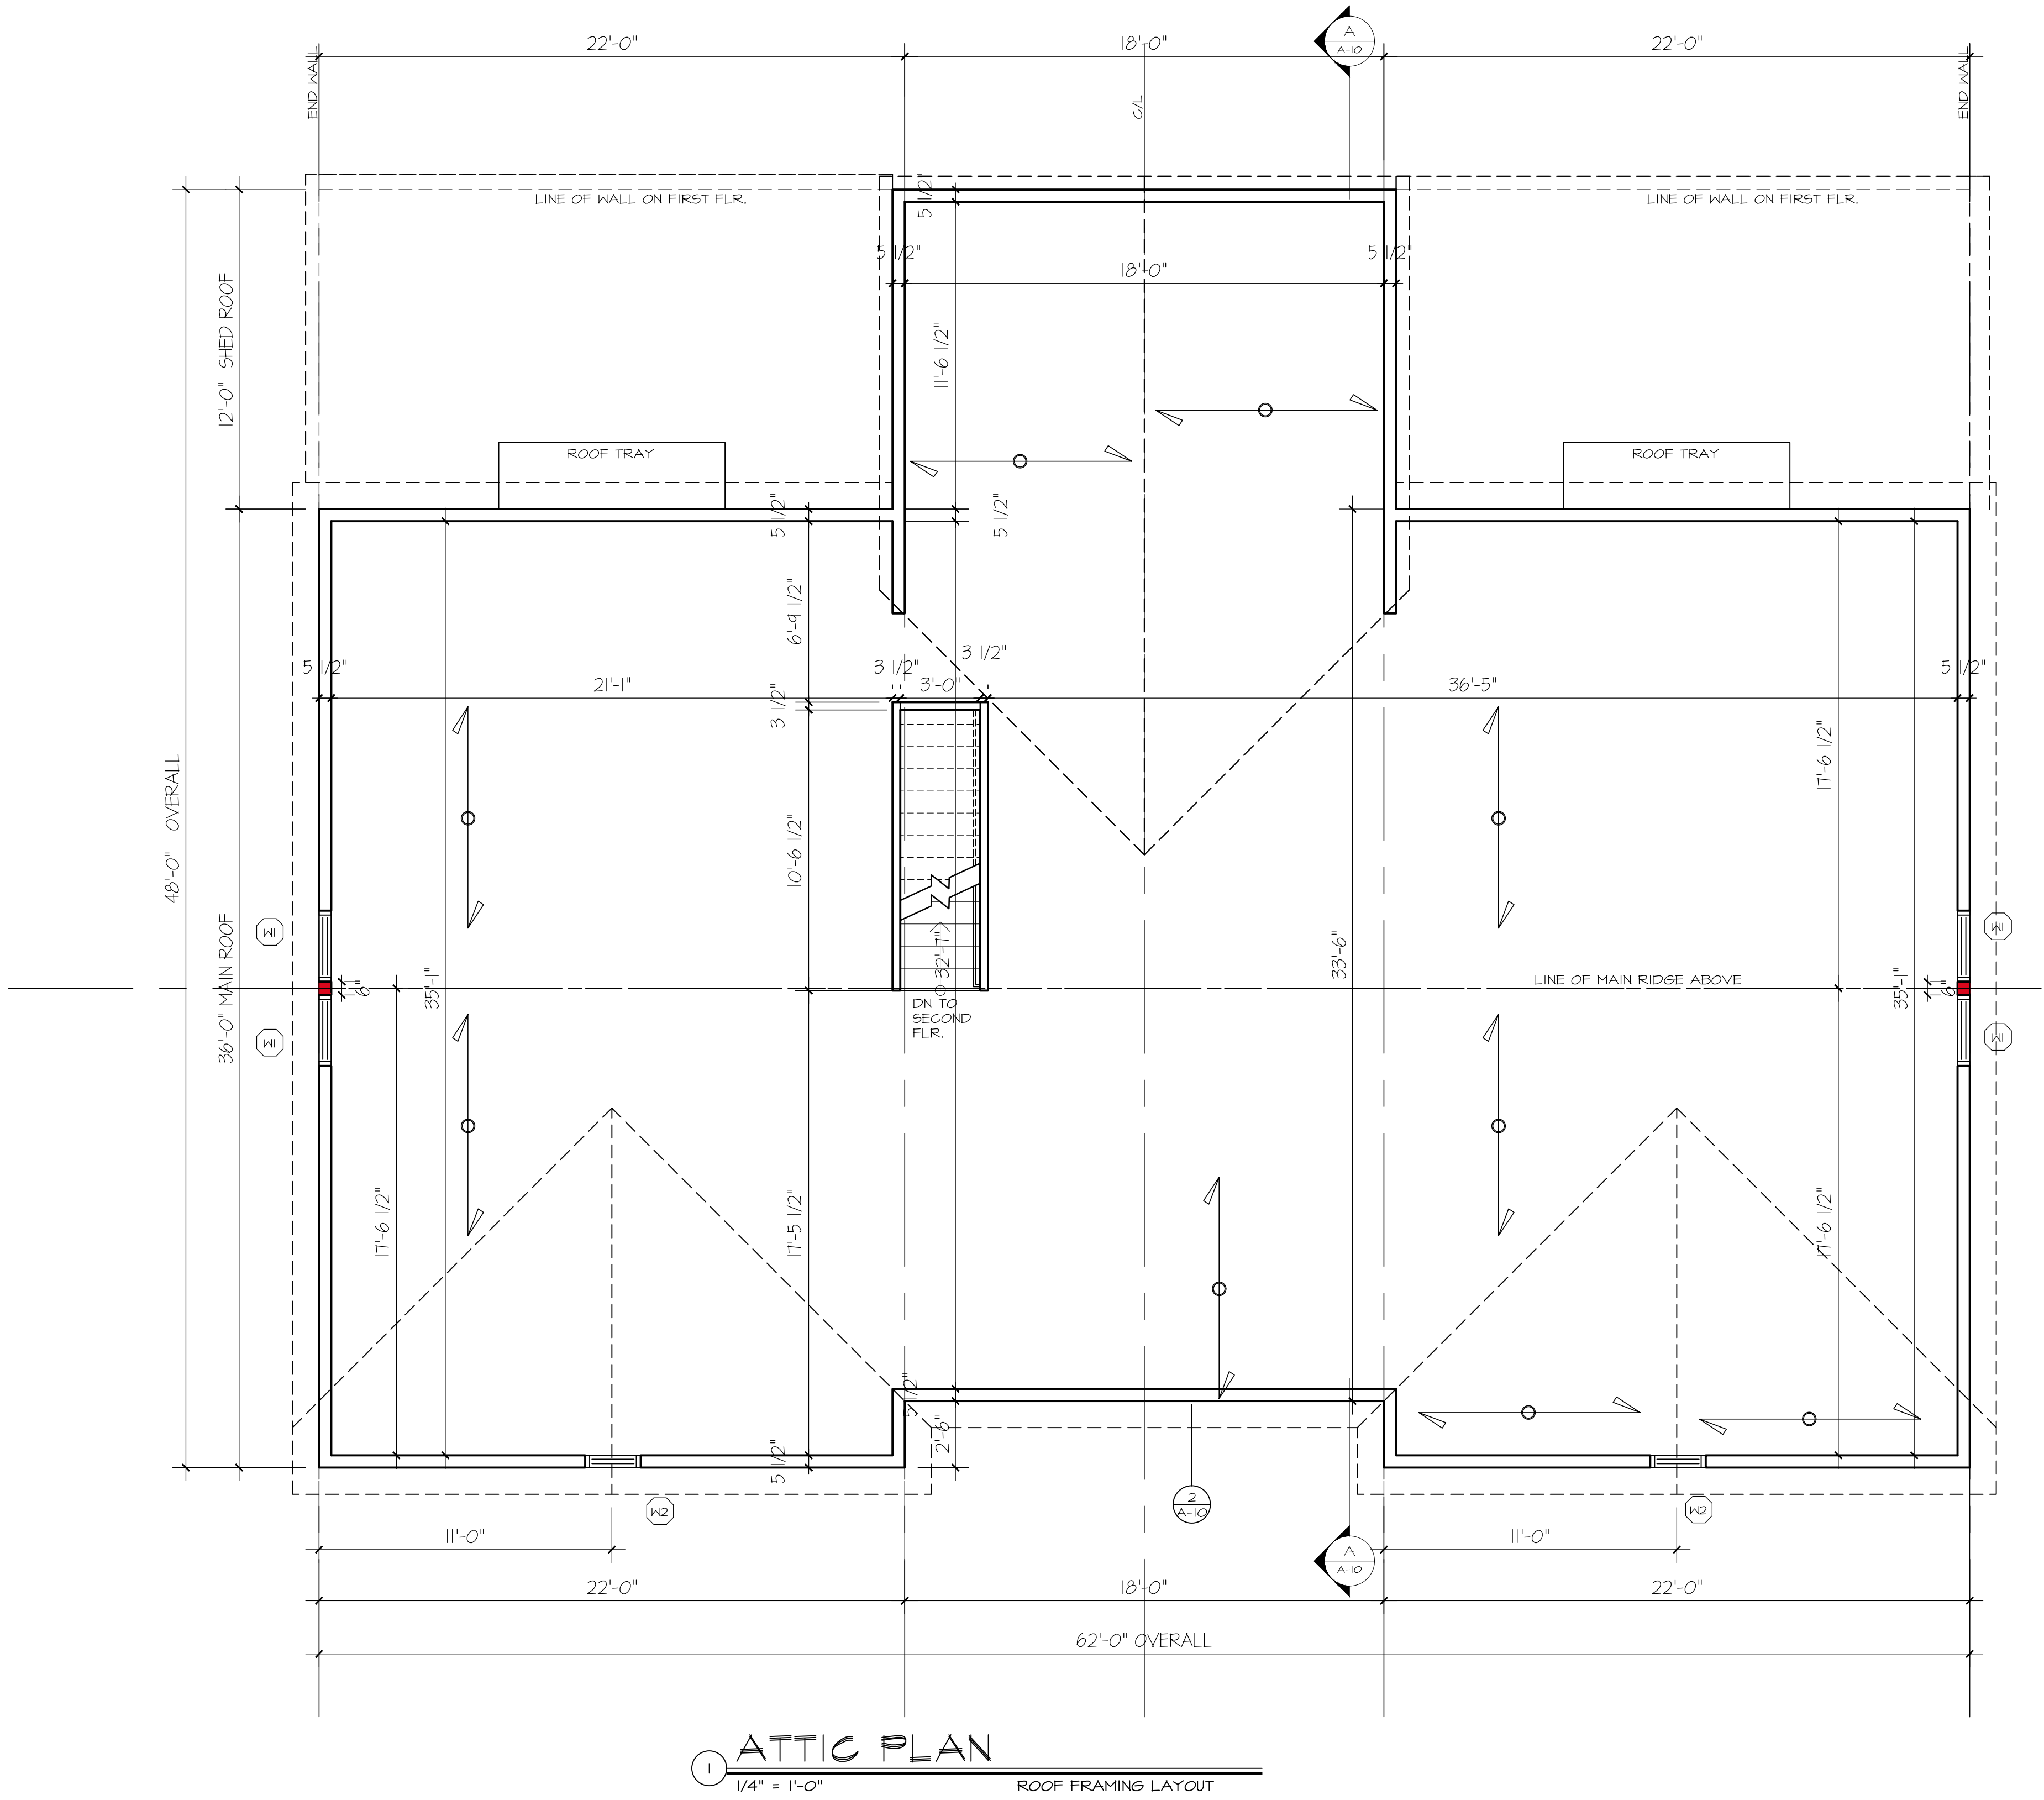 22'-0"
18'-0"
22'-0"
A
A-10
END WALL
C/L
END WALL
LINE OF WALL ON FIRST FLR.
5 1/2"
LINE OF WALL ON FIRST FLR.
5 1/2"
5 1/2"
18'-0"
12'-0" SHED ROOF
11'-6 1/2"
ROOF TRAY
ROOF TRAY
5 1/2"
5 1/2"
6'-9 1/2"
5 1/2"
3 1/2"
3 1/2"
5 1/2"
21'-1"
3'-0"
36'-5"
3 1/2"
17'-6 1/2"
48'-0" OVERALL
10'-6 1/2"
W1
W1
36'-0" MAIN ROOF
6"
35'-1"
32'-7"
33'-6"
LINE OF MAIN RIDGE ABOVE
35'-1"
6"
DN TO
SECOND
FLR.
W1
W1
17'-6 1/2"
17'-5 1/2"
17'-6 1/2"
5 1/2"
2'-6"
5 1/2"
W2
2
A-10
W2
11'-0"
A
A-10
11'-0"
22'-0"
18'-0"
22'-0"
62'-0" OVERALL
1
ATTIC PLAN
1/4" = 1'-0"
ROOF FRAMING LAYOUT